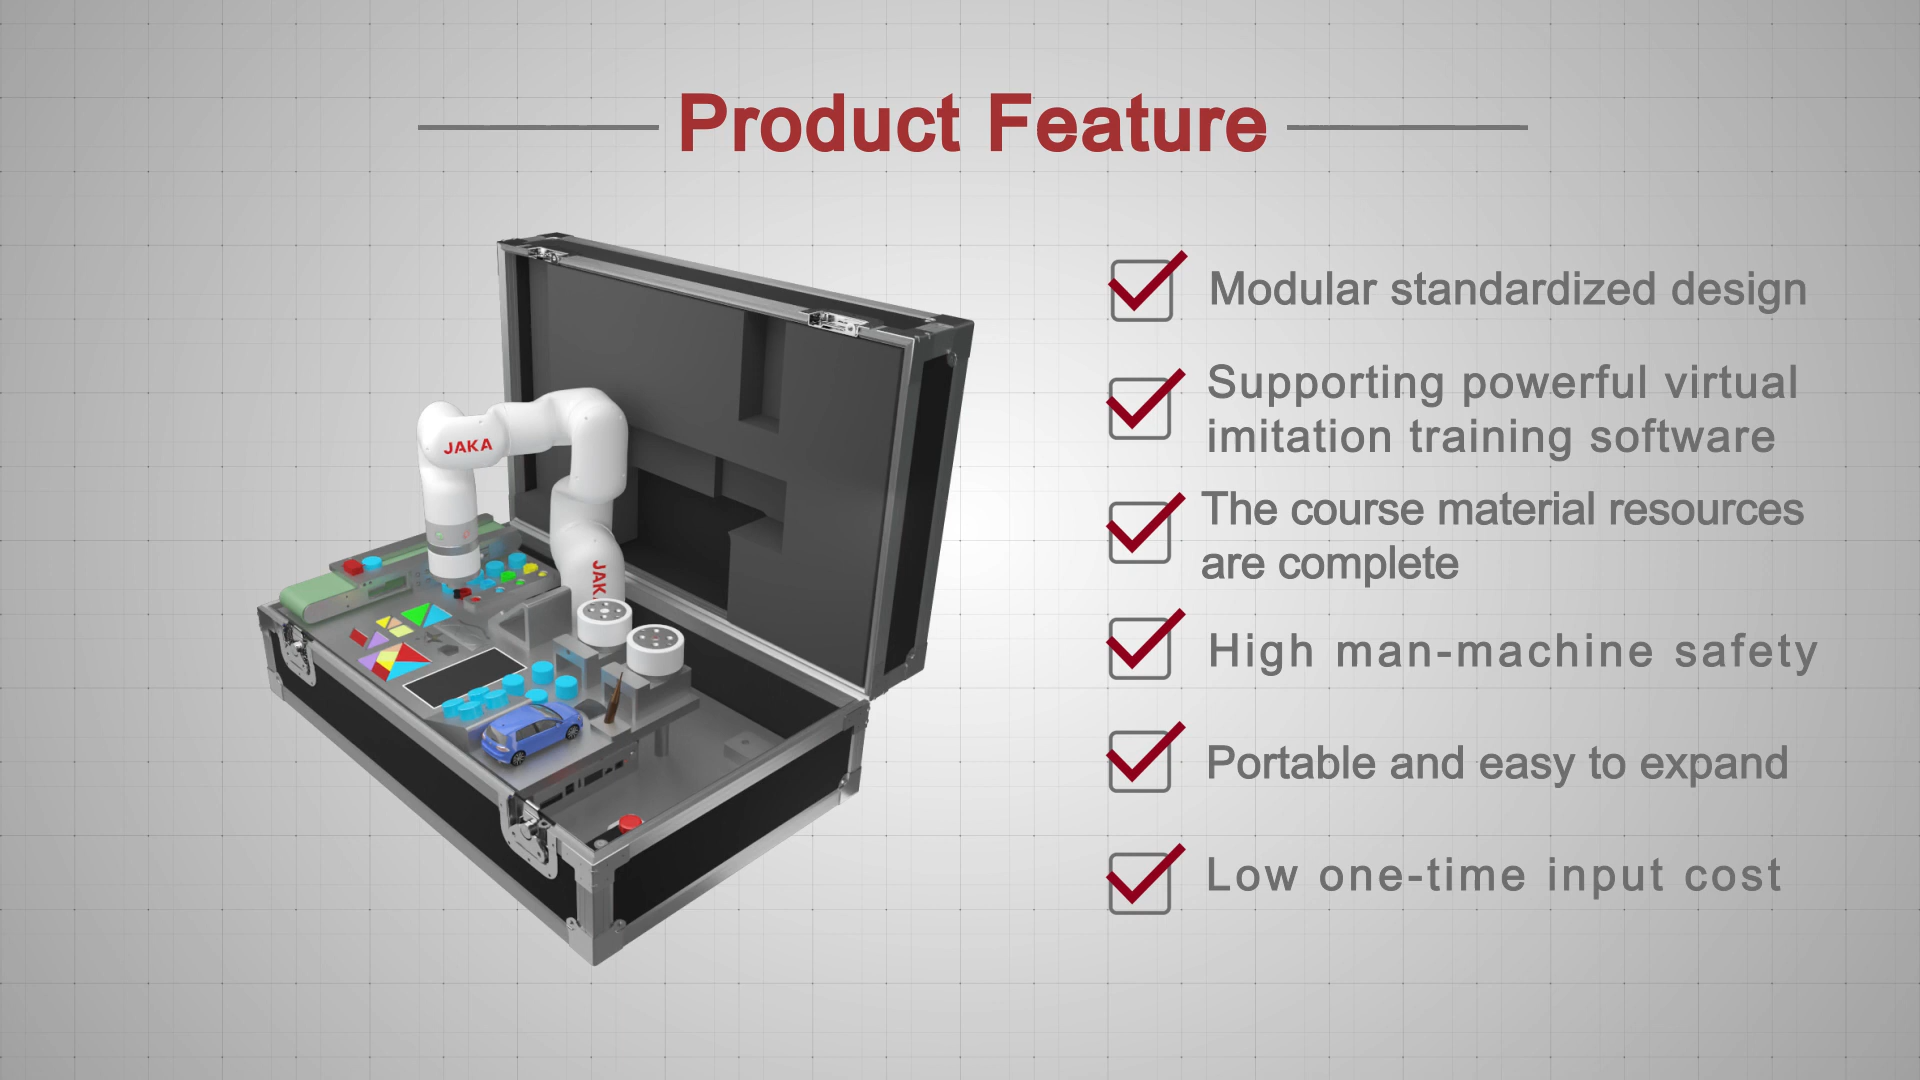 Product Feature
Modular standardized design
Supporting powerful virtual
imitation training software
The course material resources
are complete
High man-machine safety
Portable and easy to expand
Low one-time input cost
JAKA
JAK